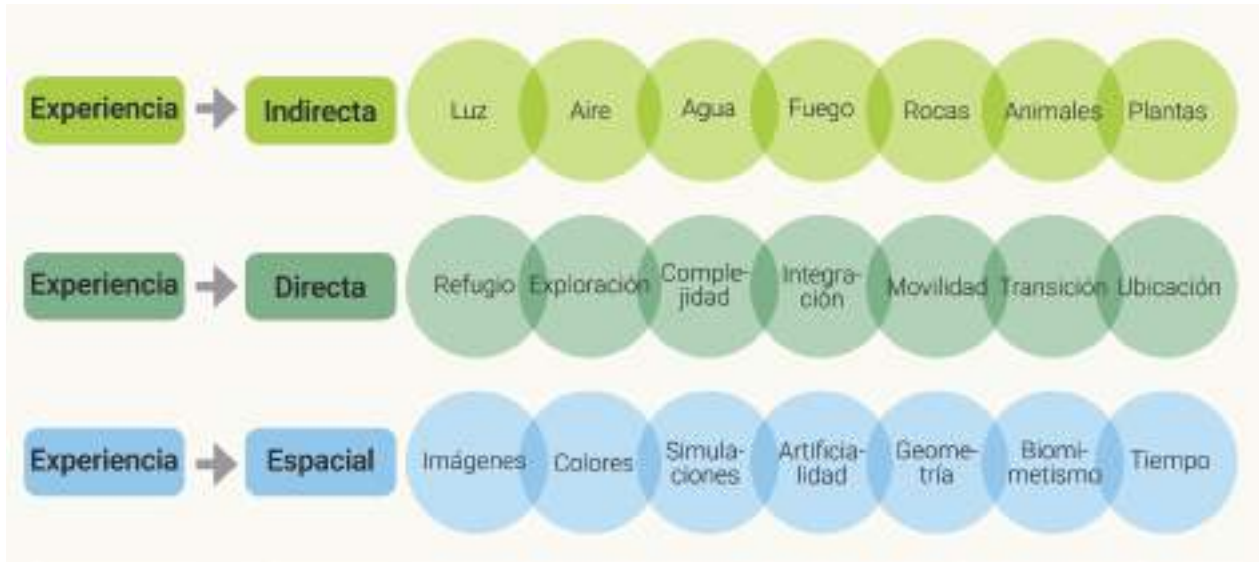 Experiencia Indirecta Luz Aire Agua Fuego Rocas Animales Plantas
Experiencia Directa Refugio Exploración Comple-
jidad Integra-
ción Movilidad Transición Ubicación
Experiencia Espacial Imágenes Colores Simula-
ciones Artificia-
lidad Geome-
tría Biomi-
metismo Tiempo